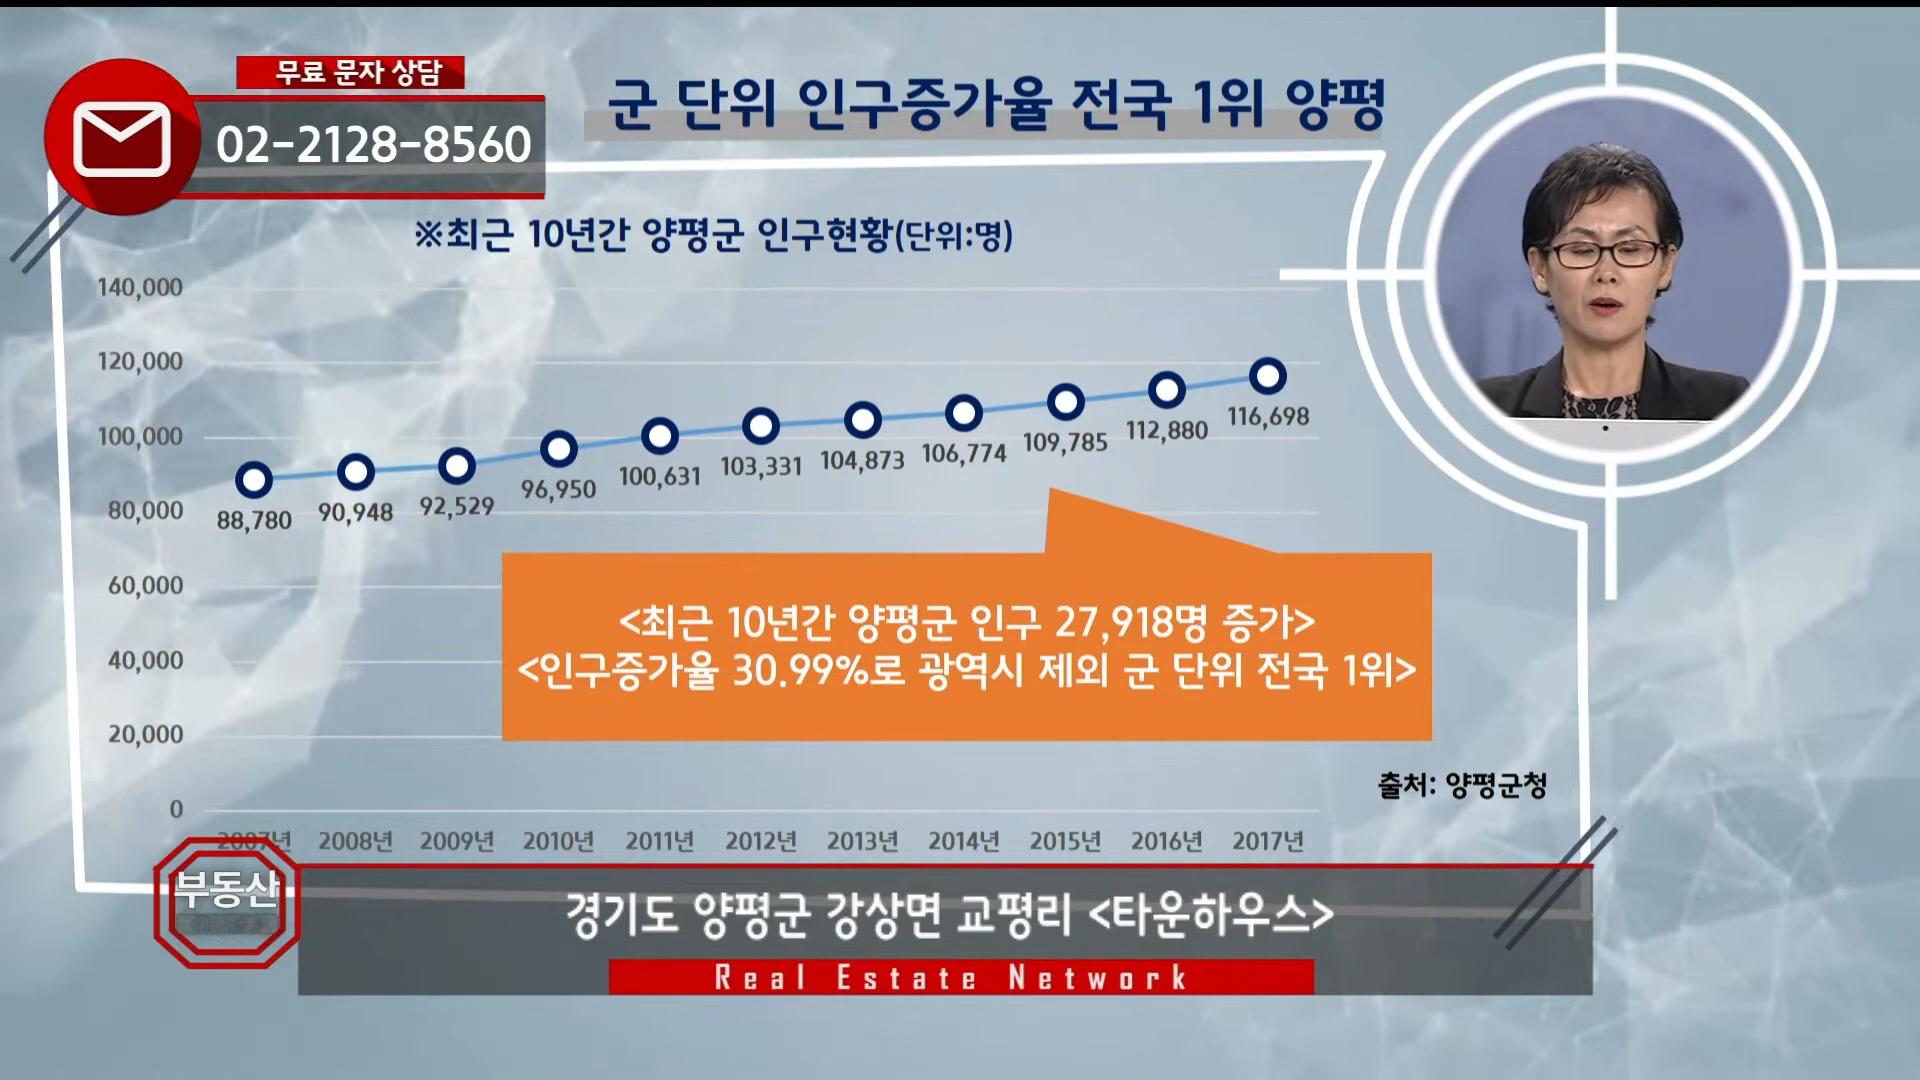 무료 문자 상담
02-2128-8560
군 단위 인구증가율 전국 1위 양평
※최근 10년간 양평군 인구현황(단위:명)
140,000
120,000
100,000
80,000
60,000
40,000
20,000
0
88,780
90,948
92,529
96,950
100,631
103,331
104,873
106,774
109,785
112,880
116,698
<최근 10년간 양평군 인구 27,918명 증가>
<인구증가율 30.99%로 광역시 제외 군 단위 전국 1위>
출처: 양평군청
2007년 2008년 2009년 2010년 2011년 2012년 2013년 2014년 2015년 2016년 2017년
부동산
경기도 양평군 강상면 교평리 <타운하우스>
Real Estate Network